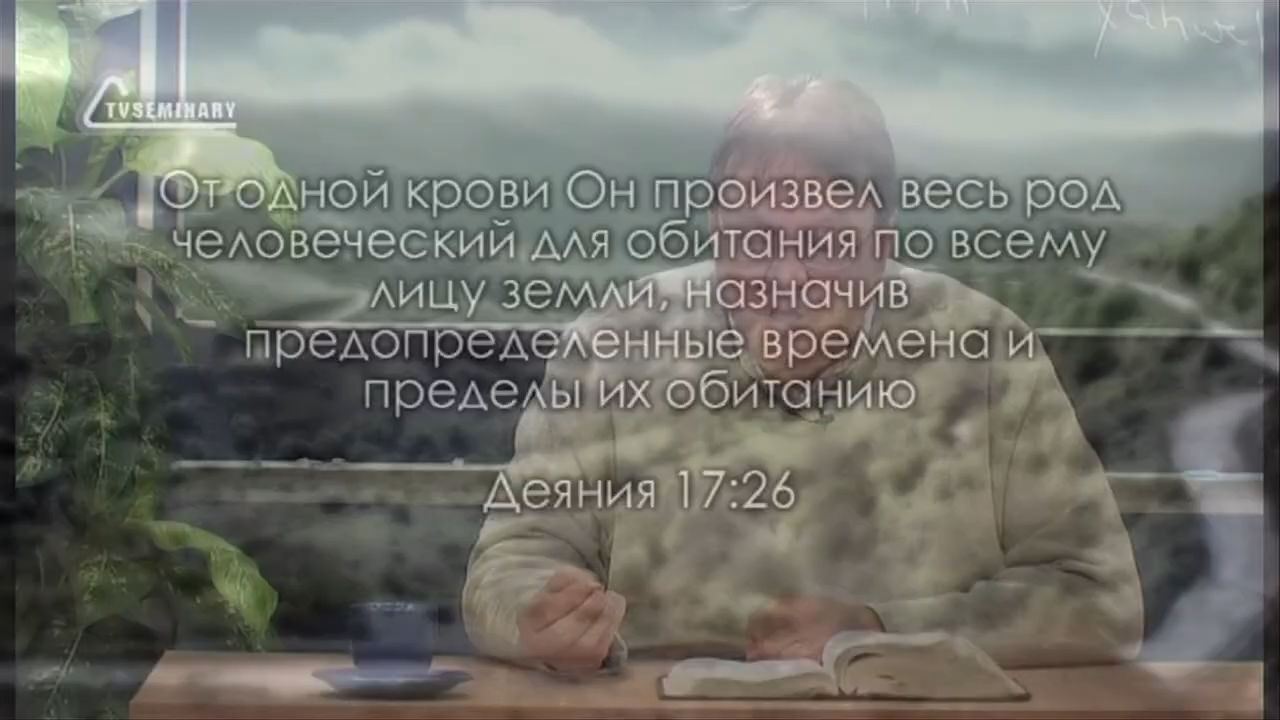 TVSEMINARY
От одной крови Он произвел весь род
человеческий для обитания по всему
лицу земли, назначив
предопределенные времена и
пределы их обитанию
Деяния 17:26